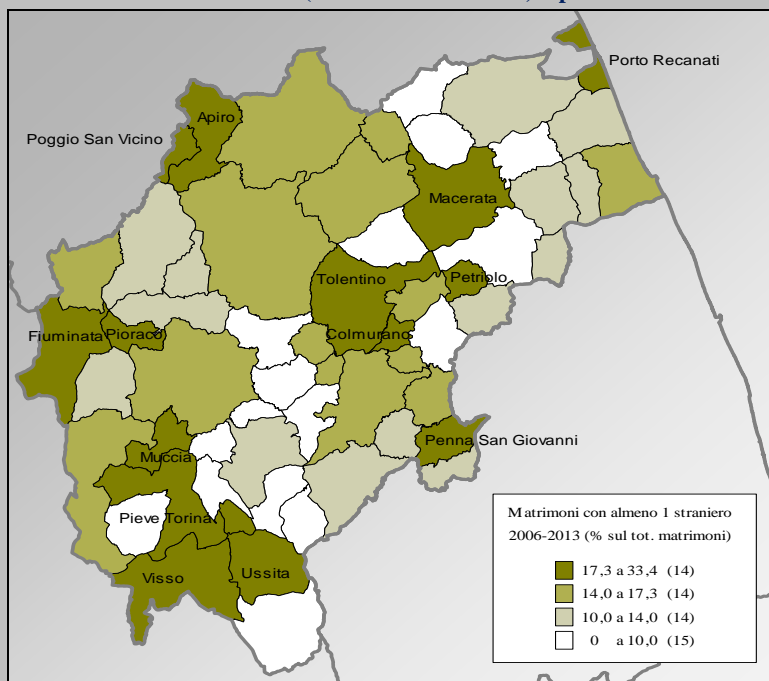 Porto Recanati
Apiro
Poggio San Vicino
Macerata
Tolentino
Petriolo
Fiuminata
Pioraco
Colmurano
Penna San Giovanni
Muccia
Pieve Torina
Visso
Ussita
Matrimoni con almeno 1 straniero
2006-2013 (% sul tot. matrimoni)
17,3 a 33,4 (14)
14,0 a 17,3 (14)
10,0 a 14,0 (14)
0 a 10,0 (15)